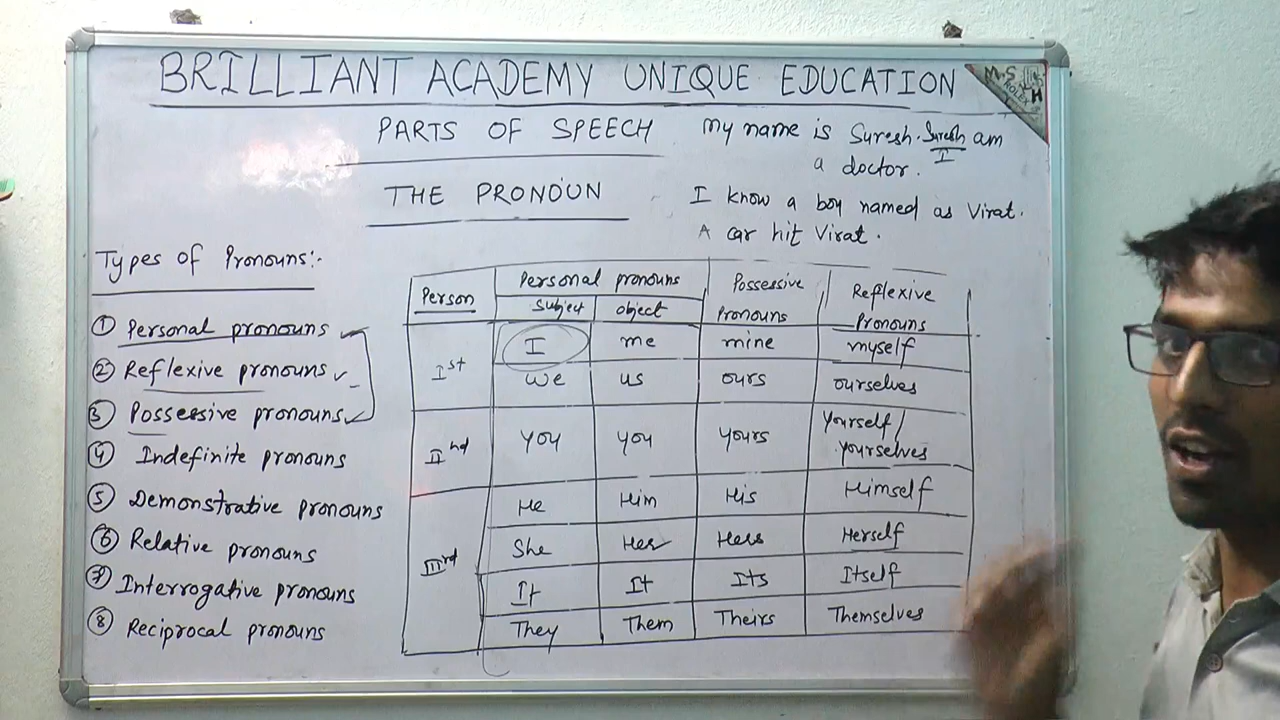 BRILLIANT ACADEMY UNIQUE EDUCATION
M.S
ROLEX
PARTS OF SPEECH
THE PRONOUN
My name is Suresh. Suresh am
I
a doctor.
I know a boy named as Virat.
A car hit Virat.
Types of Pronouns:-
① Personal pronouns
② Reflexive pronouns
③ Possessive pronouns
④ Indefinite pronouns
⑤ Demonstrative pronouns
⑥ Relative pronouns
⑦ Interrogative pronouns
⑧ Reciprocal pronouns
Person Personal pronouns Possessive Pronouns Reflexive Pronouns
Subject object
Ist I me mine myself
We us ours ourselves
IInd You you yours yourself / yourselves
IIIrd He Him His Himself
She Her Hers Herself
It It Its Itself
They Them Theirs Themselves